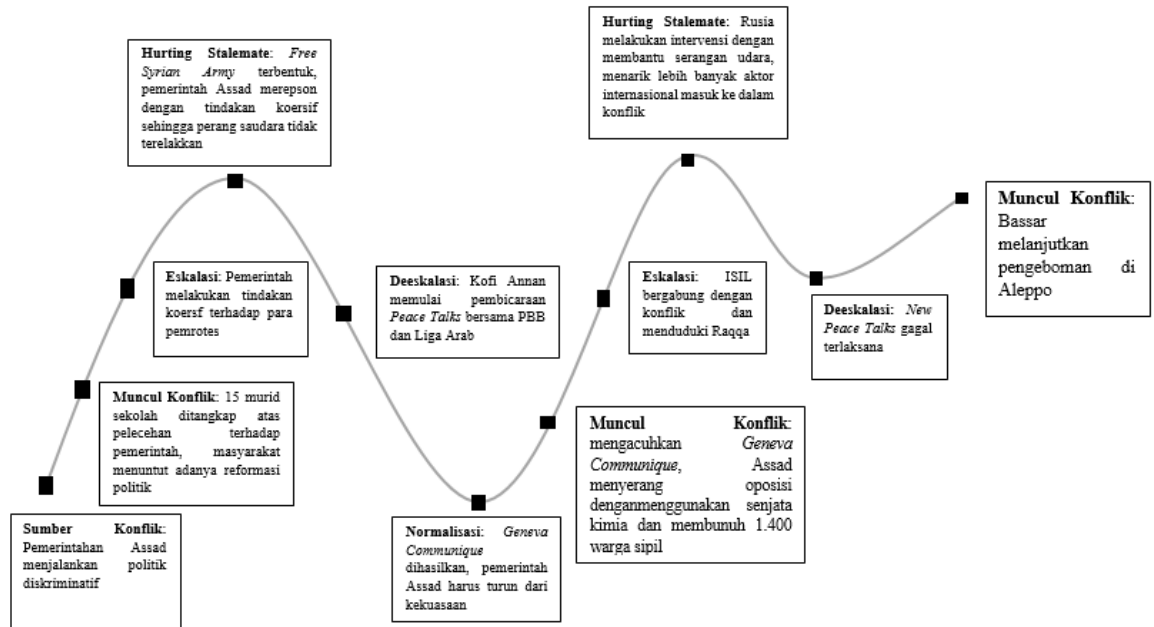 Hurting Stalemate: Free
Syrian Army terbentuk,
pemerintah Assad merepson
dengan tindakan koersif
sehingga perang saudara tidak
terelakkan
Hurting Stalemate: Rusia
melakukan intervensi dengan
membantu serangan udara,
menarik lebih banyak aktor
internasional masuk ke dalam
konflik
Muncul Konflik:
Bassar
melanjutkan
pengeboman di
Aleppo
Eskalasi: Pemerintah
melakukan tindakan
koersf terhadap para
pemrotes
Deeskalasi: Kofi Annan
memulai pembicaraan
Peace Talks bersama PBB
dan Liga Arab
Eskalasi: ISIL
bergabung dengan
konflik dan
menduduki Raqqa
Deeskalasi: New
Peace Talks gagal
terlaksana
Muncul Konflik: 15 murid
sekolah ditangkap atas
pelecehan terhadap
pemerintah, masyarakat
menuntut adanya reformasi
politik
Muncul Konflik:
mengacuhkan Geneva
Communique, Assad
menyerang oposisi
denganmenggunakan senjata
kimia dan membunuh 1.400
warga sipil
Sumber Konflik:
Pemerintahan Assad
menjalankan politik
diskriminatif
Normalisasi: Geneva
Communique
dihasilkan, pemerintah
Assad harus turun dari
kekuasaan